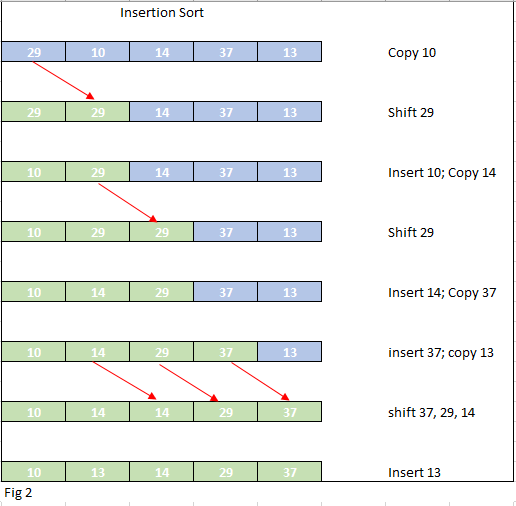 Insertion Sort
29 10 14 37 13 Copy 10
29 29 14 37 13 Shift 29
10 29 14 37 13 Insert 10; Copy 14
10 29 29 37 13 Shift 29
10 14 29 37 13 Insert 14; Copy 37
10 14 29 37 13 insert 37; copy 13
10 14 14 29 37 shift 37, 29, 14
10 13 14 29 37 Insert 13
Fig 2